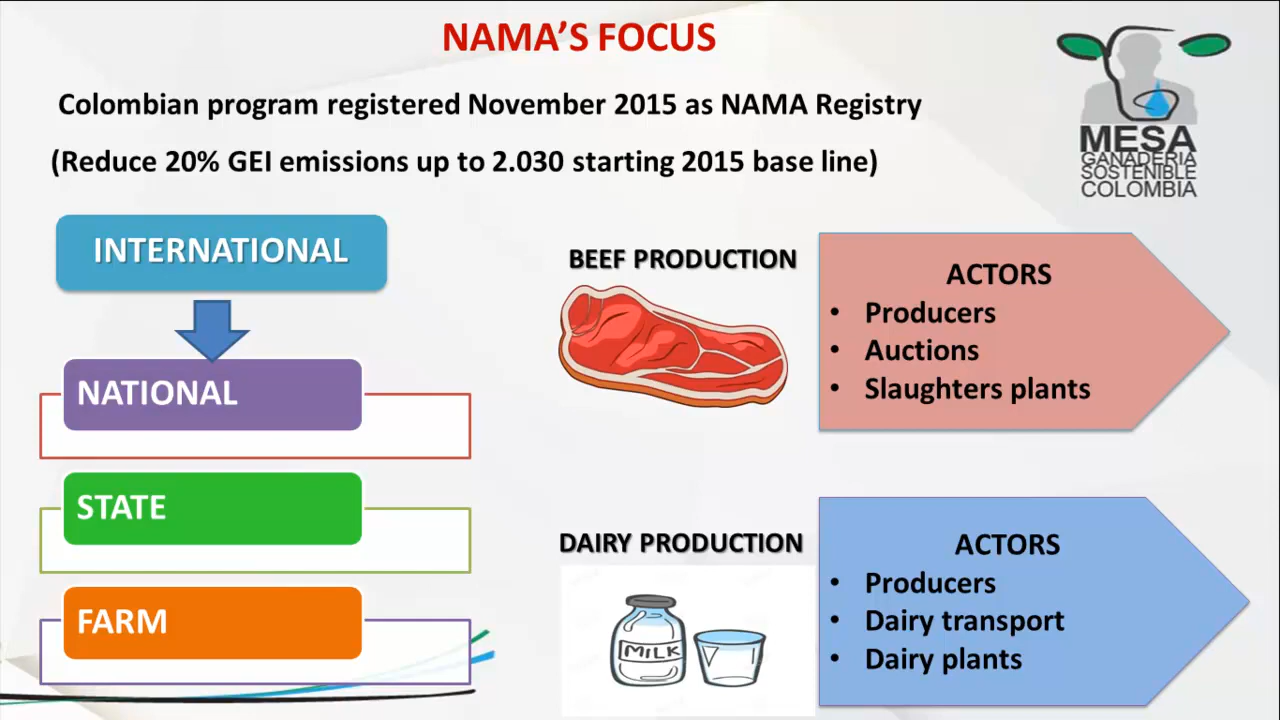 NAMA'S FOCUS
Colombian program registered November 2015 as NAMA Registry
(Reduce 20% GEI emissions up to 2.030 starting 2015 base line)
MESA
GANADERIA
SOSTENIBLE
COLOMBIA
INTERNATIONAL
NATIONAL
STATE
FARM
BEEF PRODUCTION
ACTORS
• Producers
• Auctions
• Slaughters plants
DAIRY PRODUCTION
MILK
ACTORS
• Producers
• Dairy transport
• Dairy plants